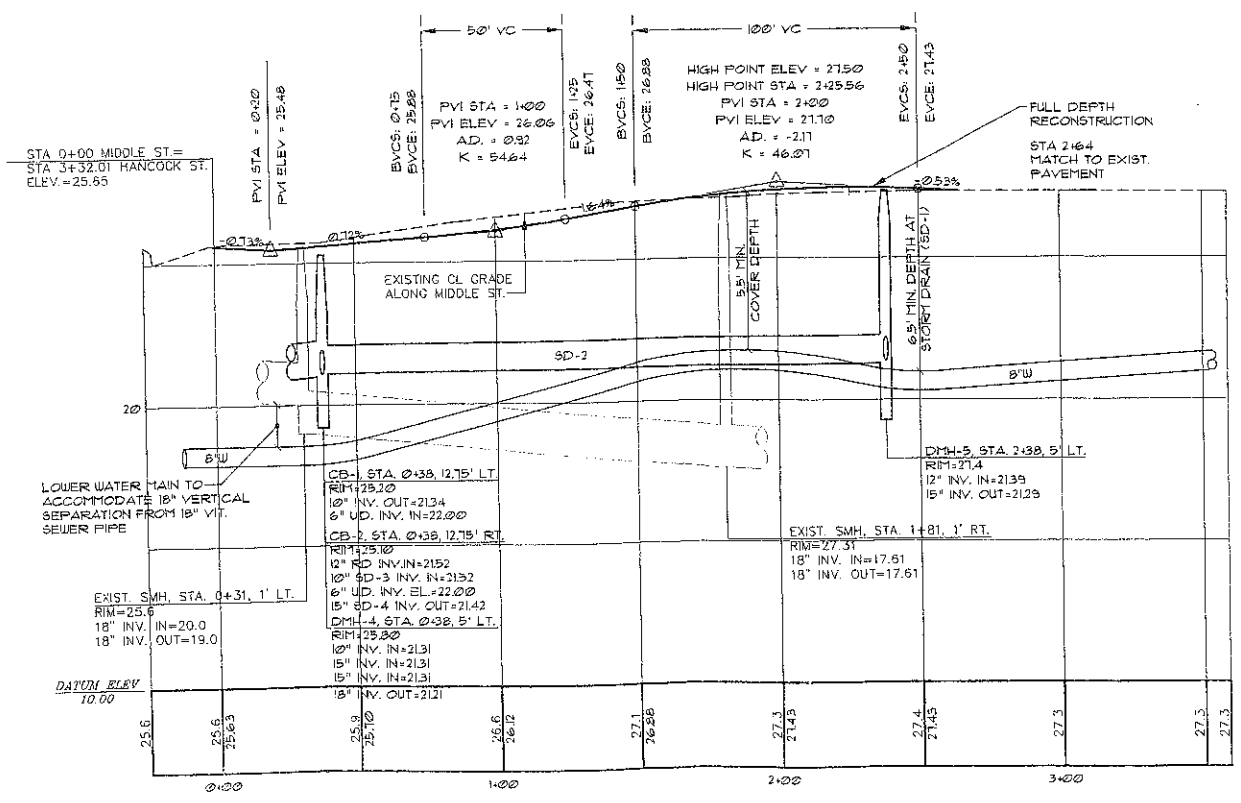 50' VC
100' VC
PVI STA = 0+20
PVI ELEV = 25.48
BVCS: 0+75
BVCE: 25.88
PVI STA = 1+00
PVI ELEV = 26.06
A.D. = 0.92
K = 54.64
EVCS: 1+25
EVCE: 26.47
BVCS: 1+50
BVCE: 26.88
HIGH POINT ELEV = 27.50
HIGH POINT STA = 2+25.56
PVI STA = 2+00
PVI ELEV = 27.70
A.D. = -2.17
K = 46.07
EVCS: 2+50
EVCE: 27.43
FULL DEPTH
RECONSTRUCTION
STA 2+64
MATCH TO EXIST.
PAVEMENT
STA 0+00 MIDDLE ST.=
STA 3+32.01 HANCOCK ST.
ELEV.=25.65
-0.73%
0.72%
1.64%
-0.53%
EXISTING CL GRADE
ALONG MIDDLE ST.
5.5' MIN.
COVER DEPTH
6.5' MIN. DEPTH AT
STORM DRAIN (SD-1)
SD-2
8"W
20
8"W
LOWER WATER MAIN TO
ACCOMMODATE 18" VERTICAL
SEPARATION FROM 18" VIT.
SEWER PIPE
CB-1, STA. 0+38, 12.75' LT.
RIM=25.20
10" INV. OUT=21.34
6" UD. INV. IN=22.00
CB-2, STA. 0+38, 12.75' RT.
RIM=25.10
12" RD INV.IN=21.52
10" SD-3 INV. IN=21.52
6" UD. INV. EL.=22.00
15" SD-4 INV. OUT=21.42
DMH-4, STA. 0+38, 5' LT.
RIM=25.80
10" INV. IN=21.31
15" INV. IN=21.31
15" INV. IN=21.31
18" INV. OUT=21.21
DMH-5, STA. 2+38, 5' LT.
RIM=27.4
12" INV. IN=21.39
15" INV. OUT=21.29
EXIST. SMH, STA. 1+81, 1' RT.
RIM=27.31
18" INV. IN=17.61
18" INV. OUT=17.61
EXIST. SMH, STA. 0+31, 1' LT.
RIM=25.6
18" INV. IN=20.0
18" INV. OUT=19.0
DATUM ELEV
10.00
25.6
25.6
25.63
25.9
25.70
26.6
26.12
27.1
26.88
27.3
27.43
27.4
27.43
27.3
27.3
27.3
0+00
1+00
2+00
3+00